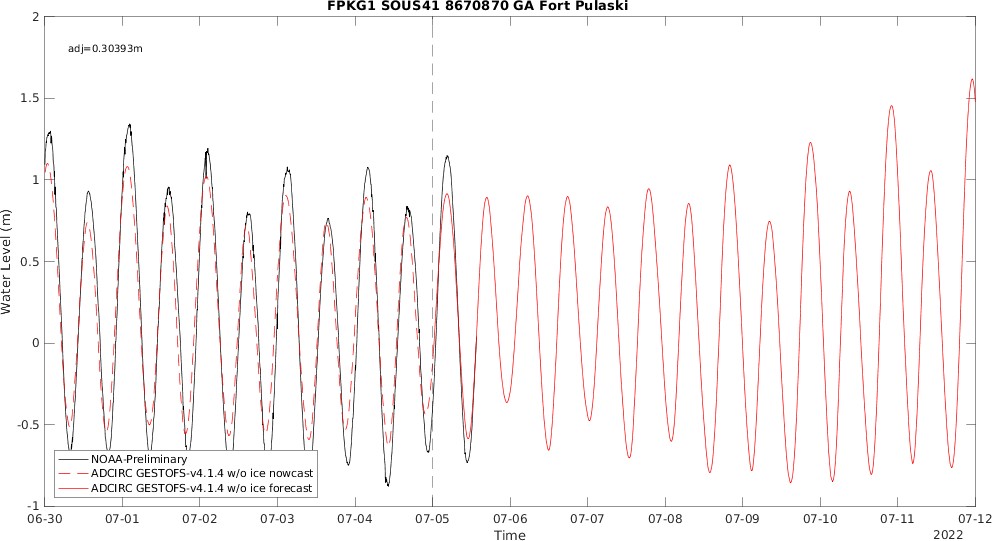 FPKG1 SOUS41 8670870 GA Fort Pulaski
2
adj=0.30393m
1.5
1
0.5
0
-0.5
-1
Water Level (m)
NOAA-Preliminary
ADCIRC GESTOFS-v4.1.4 w/o ice nowcast
ADCIRC GESTOFS-v4.1.4 w/o ice forecast
06-30 07-01 07-02 07-03 07-04 07-05 07-06 07-07 07-08 07-09 07-10 07-11 07-12
Time
2022